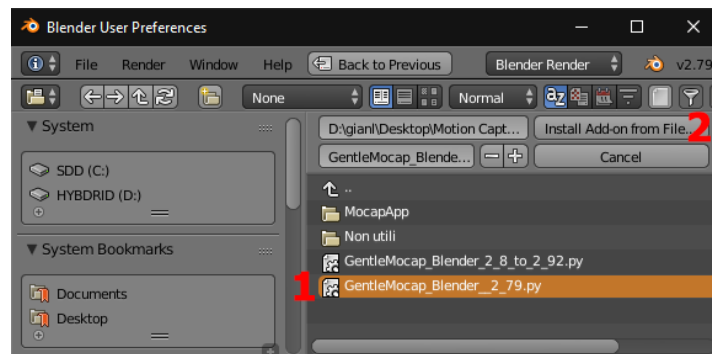 Blender User Preferences
File Render Window Help Back to Previous Blender Render v2.79
None Normal az
System
D:\gianl\Desktop\Motion Capt... Install Add-on from File... 2
GentleMocap_Blende... Cancel
SDD (C:)
HYBDRID (D:)
..
MocapApp
Non utili
System Bookmarks
GentleMocap_Blender_2_8_to_2_92.py
1 GentleMocap_Blender__2_79.py
Documents
Desktop